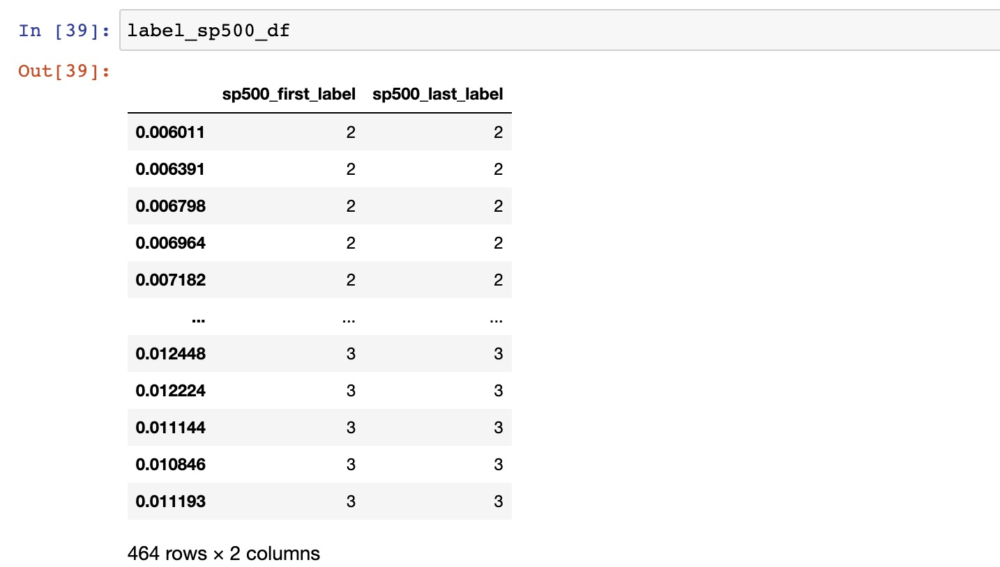 In [39]: label_sp500_df
Out[39]:
sp500_first_label sp500_last_label
0.006011 2 2
0.006391 2 2
0.006798 2 2
0.006964 2 2
0.007182 2 2
... ... ...
0.012448 3 3
0.012224 3 3
0.011144 3 3
0.010846 3 3
0.011193 3 3
464 rows × 2 columns